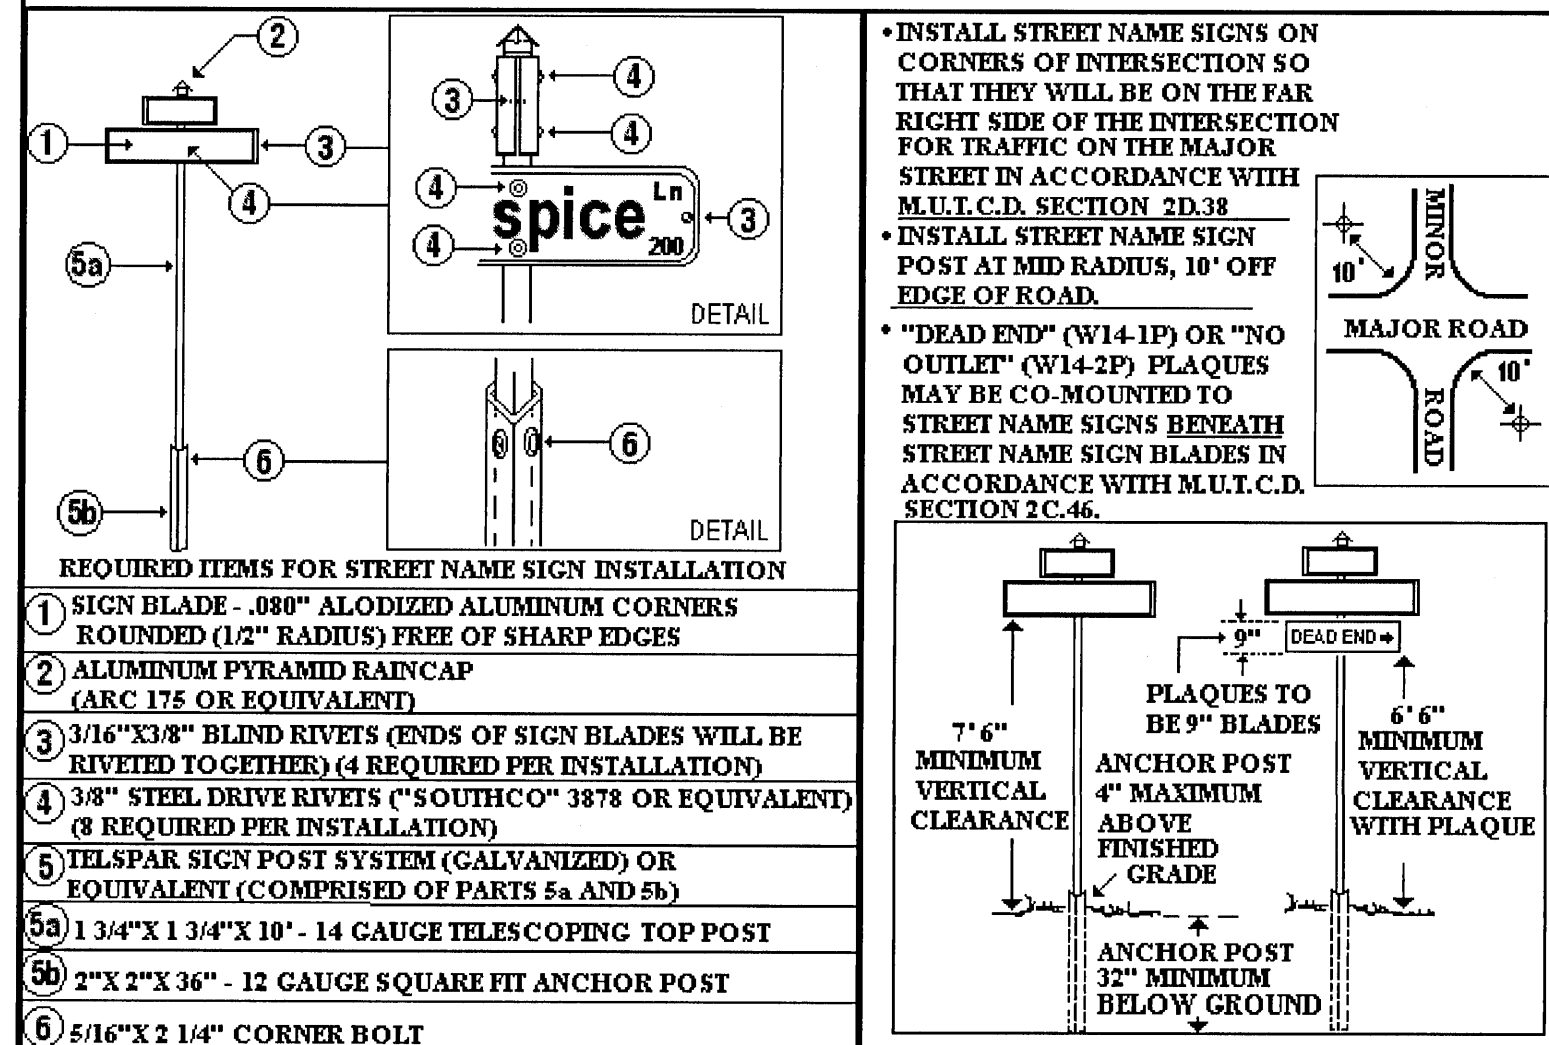 2
4
3
4
1
3
4
Ln
4
spice
3
4
200
5a
DETAIL
6
6
5b
DETAIL
REQUIRED ITEMS FOR STREET NAME SIGN INSTALLATION
1 SIGN BLADE - .080" ALODIZED ALUMINUM CORNERS
ROUNDED (1/2" RADIUS) FREE OF SHARP EDGES
2 ALUMINUM PYRAMID RAINCAP
(ARC 175 OR EQUIVALENT)
3 3/16"X3/8" BLIND RIVETS (ENDS OF SIGN BLADES WILL BE
RIVETED TOGETHER) (4 REQUIRED PER INSTALLATION)
4 3/8" STEEL DRIVE RIVETS ("SOUTHCO" 3878 OR EQUIVALENT)
(8 REQUIRED PER INSTALLATION)
5 TELSPAR SIGN POST SYSTEM (GALVANIZED) OR
EQUIVALENT (COMPRISED OF PARTS 5a AND 5b)
5a 1 3/4"X 1 3/4"X 10' - 14 GAUGE TELESCOPING TOP POST
5b 2"X 2"X 36" - 12 GAUGE SQUARE FIT ANCHOR POST
6 5/16"X 2 1/4" CORNER BOLT
• INSTALL STREET NAME SIGNS ON
CORNERS OF INTERSECTION SO
THAT THEY WILL BE ON THE FAR
RIGHT SIDE OF THE INTERSECTION
FOR TRAFFIC ON THE MAJOR
STREET IN ACCORDANCE WITH
M.U.T.C.D. SECTION 2D.38
• INSTALL STREET NAME SIGN
POST AT MID RADIUS, 10' OFF
EDGE OF ROAD.
• "DEAD END" (W14-1P) OR "NO
OUTLET" (W14-2P) PLAQUES
MAY BE CO-MOUNTED TO
STREET NAME SIGNS BENEATH
STREET NAME SIGN BLADES IN
ACCORDANCE WITH M.U.T.C.D.
SECTION 2C.46.
MINOR
10'
MAJOR ROAD
10'
ROAD
9"
DEAD END
PLAQUES TO
BE 9" BLADES
7' 6"
MINIMUM
VERTICAL
CLEARANCE
ANCHOR POST
4" MAXIMUM
ABOVE
FINISHED
GRADE
6' 6"
MINIMUM
VERTICAL
CLEARANCE
WITH PLAQUE
ANCHOR POST
32" MINIMUM
BELOW GROUND